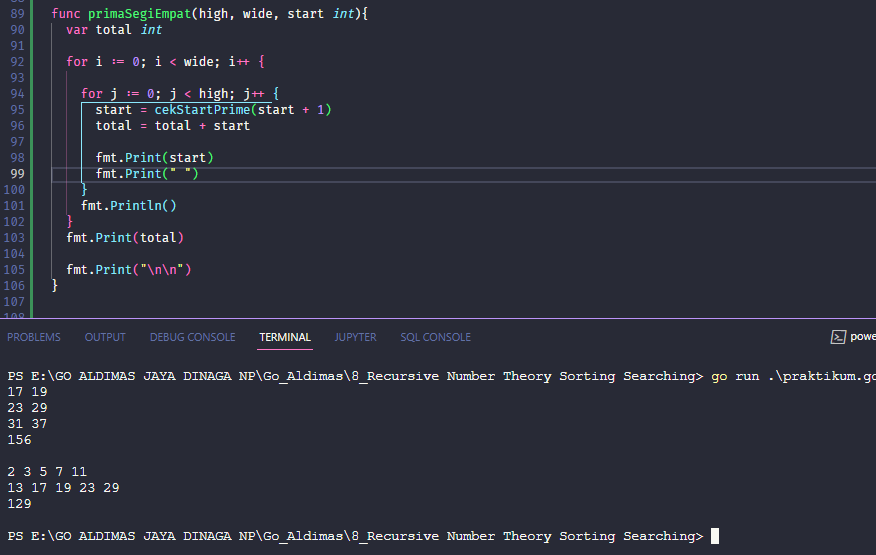 89 func primaSegiEmpat(high, wide, start int){
90 var total int
91
92 for i := 0; i < wide; i++ {
93
94 for j := 0; j < high; j++ {
95 start = cekStartPrime(start + 1)
96 total = total + start
97
98 fmt.Print(start)
99 fmt.Print(" ")
100 }
101 fmt.Println()
102 }
103 fmt.Print(total)
104
105 fmt.Print("\n\n")
106 }
107
108
PROBLEMS OUTPUT DEBUG CONSOLE TERMINAL JUPYTER SQL CONSOLE powe
PS E:\GO ALDIMAS JAYA DINAGA NP\Go_Aldimas\8_Recursive Number Theory Sorting Searching> go run .\praktikum.go
17 19
23 29
31 37
156
2 3 5 7 11
13 17 19 23 29
129
PS E:\GO ALDIMAS JAYA DINAGA NP\Go_Aldimas\8_Recursive Number Theory Sorting Searching>